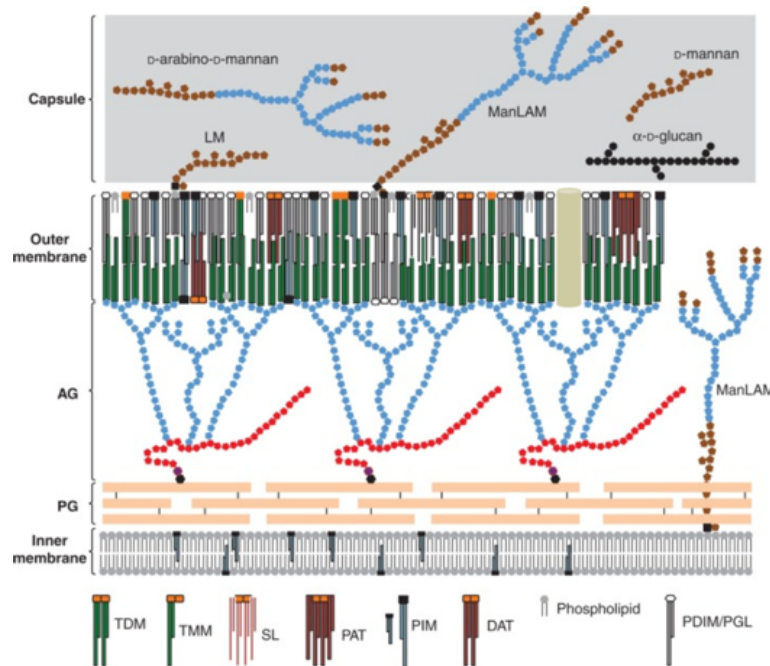 D-arabino-D-mannan
D-mannan
Capsule
ManLAM
LM
α-D-glucan
Outer
membrane
AG
ManLAM
PG
Inner
membrane
TDM
TMM
SL
PAT
PIM
DAT
Phospholipid
PDIM/PGL